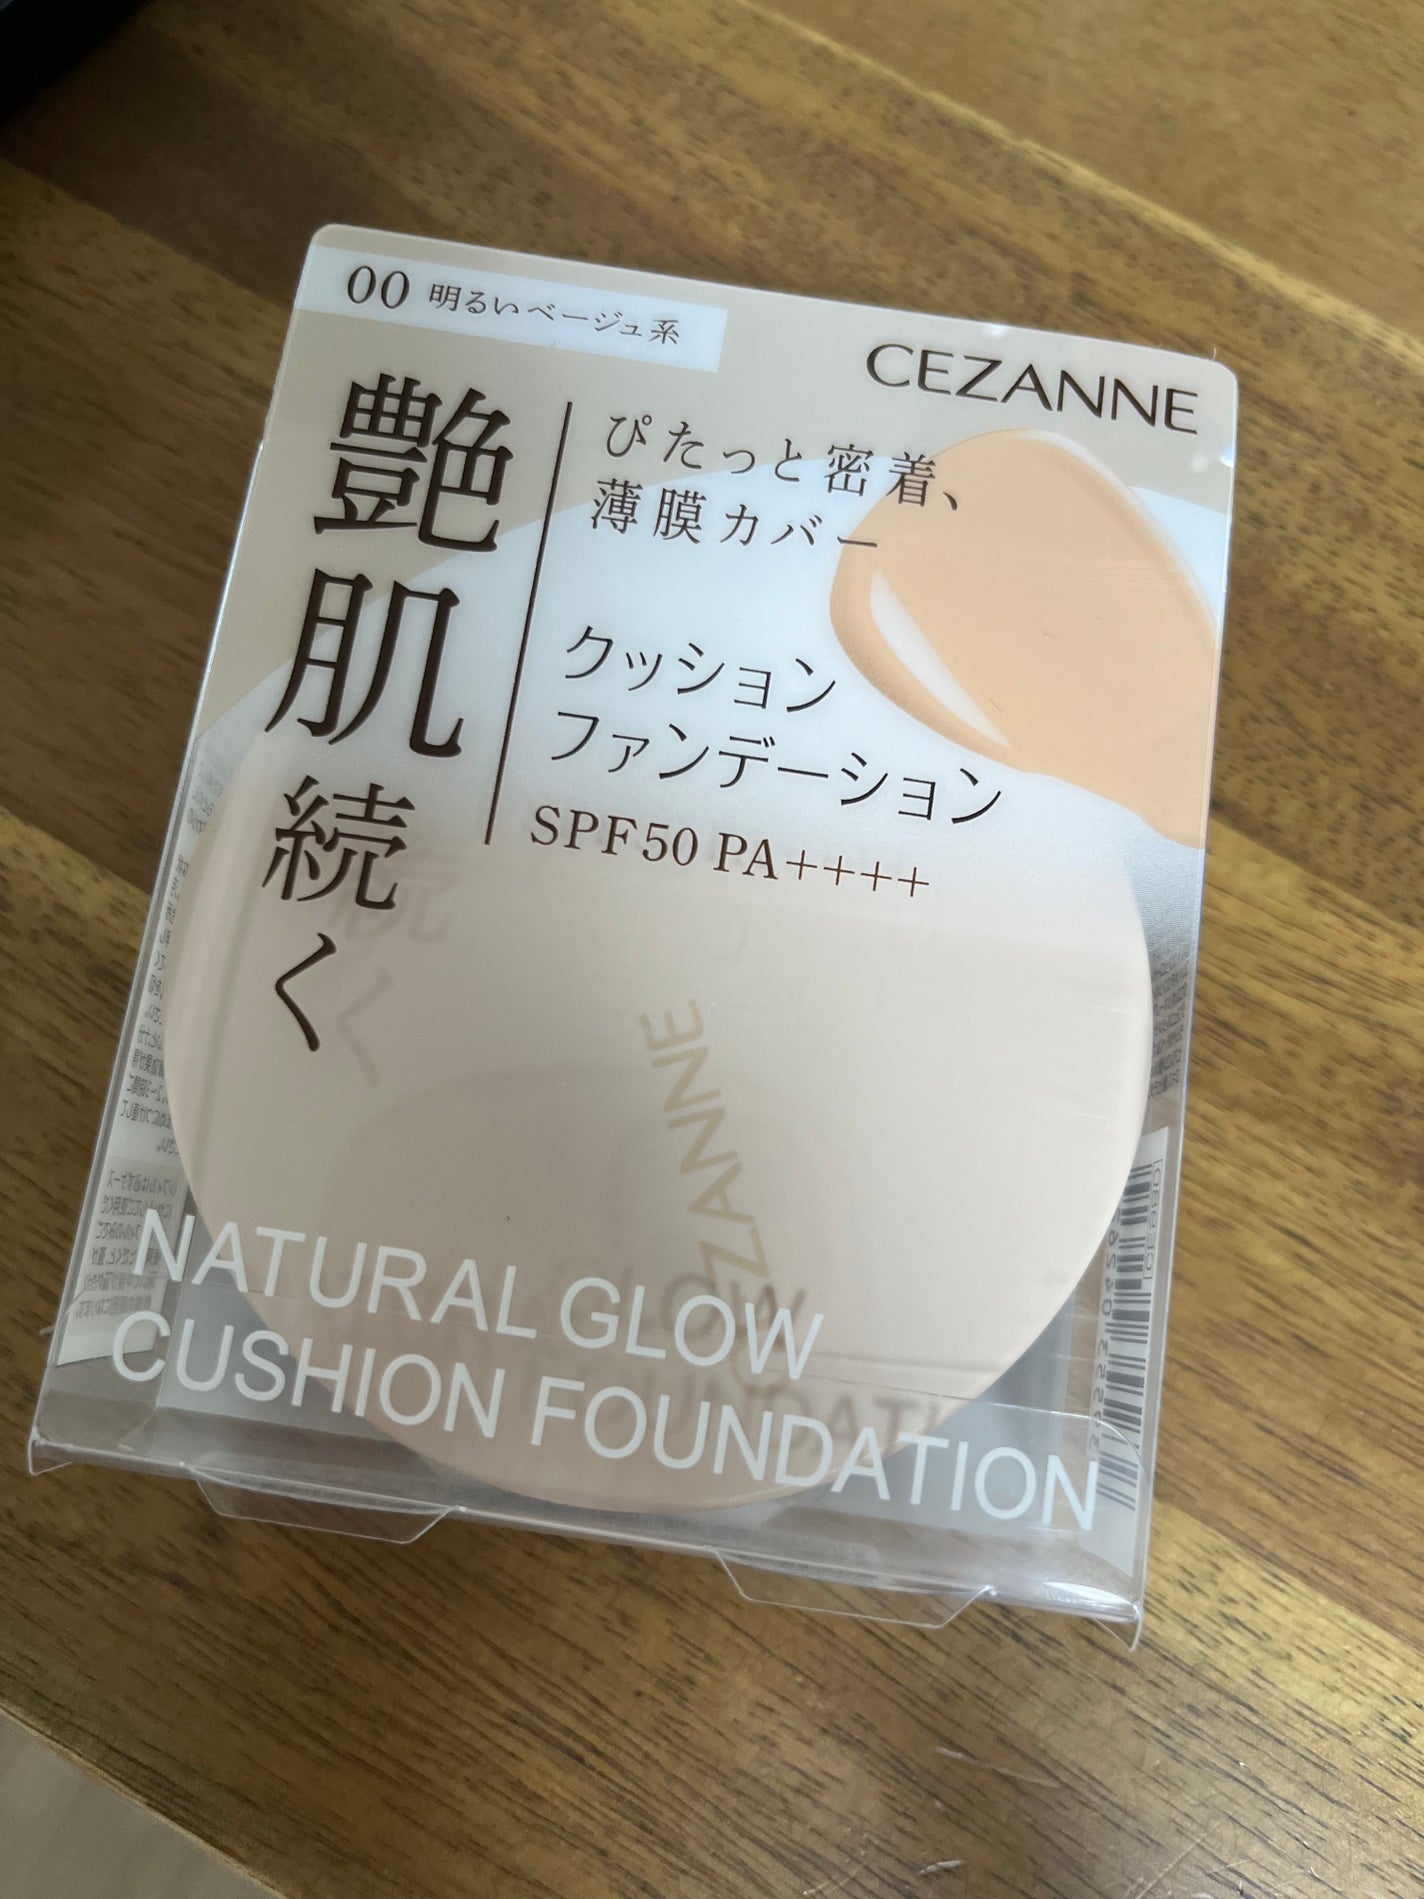 00 明るいベージュ系
CEZANNE
艶肌続く
ぴたっと密着、
薄膜カバー
クッション
ファンデーション
SPF50 PA++++
CEZANNE
NATURAL GLOW
CUSHION FOUNDATION